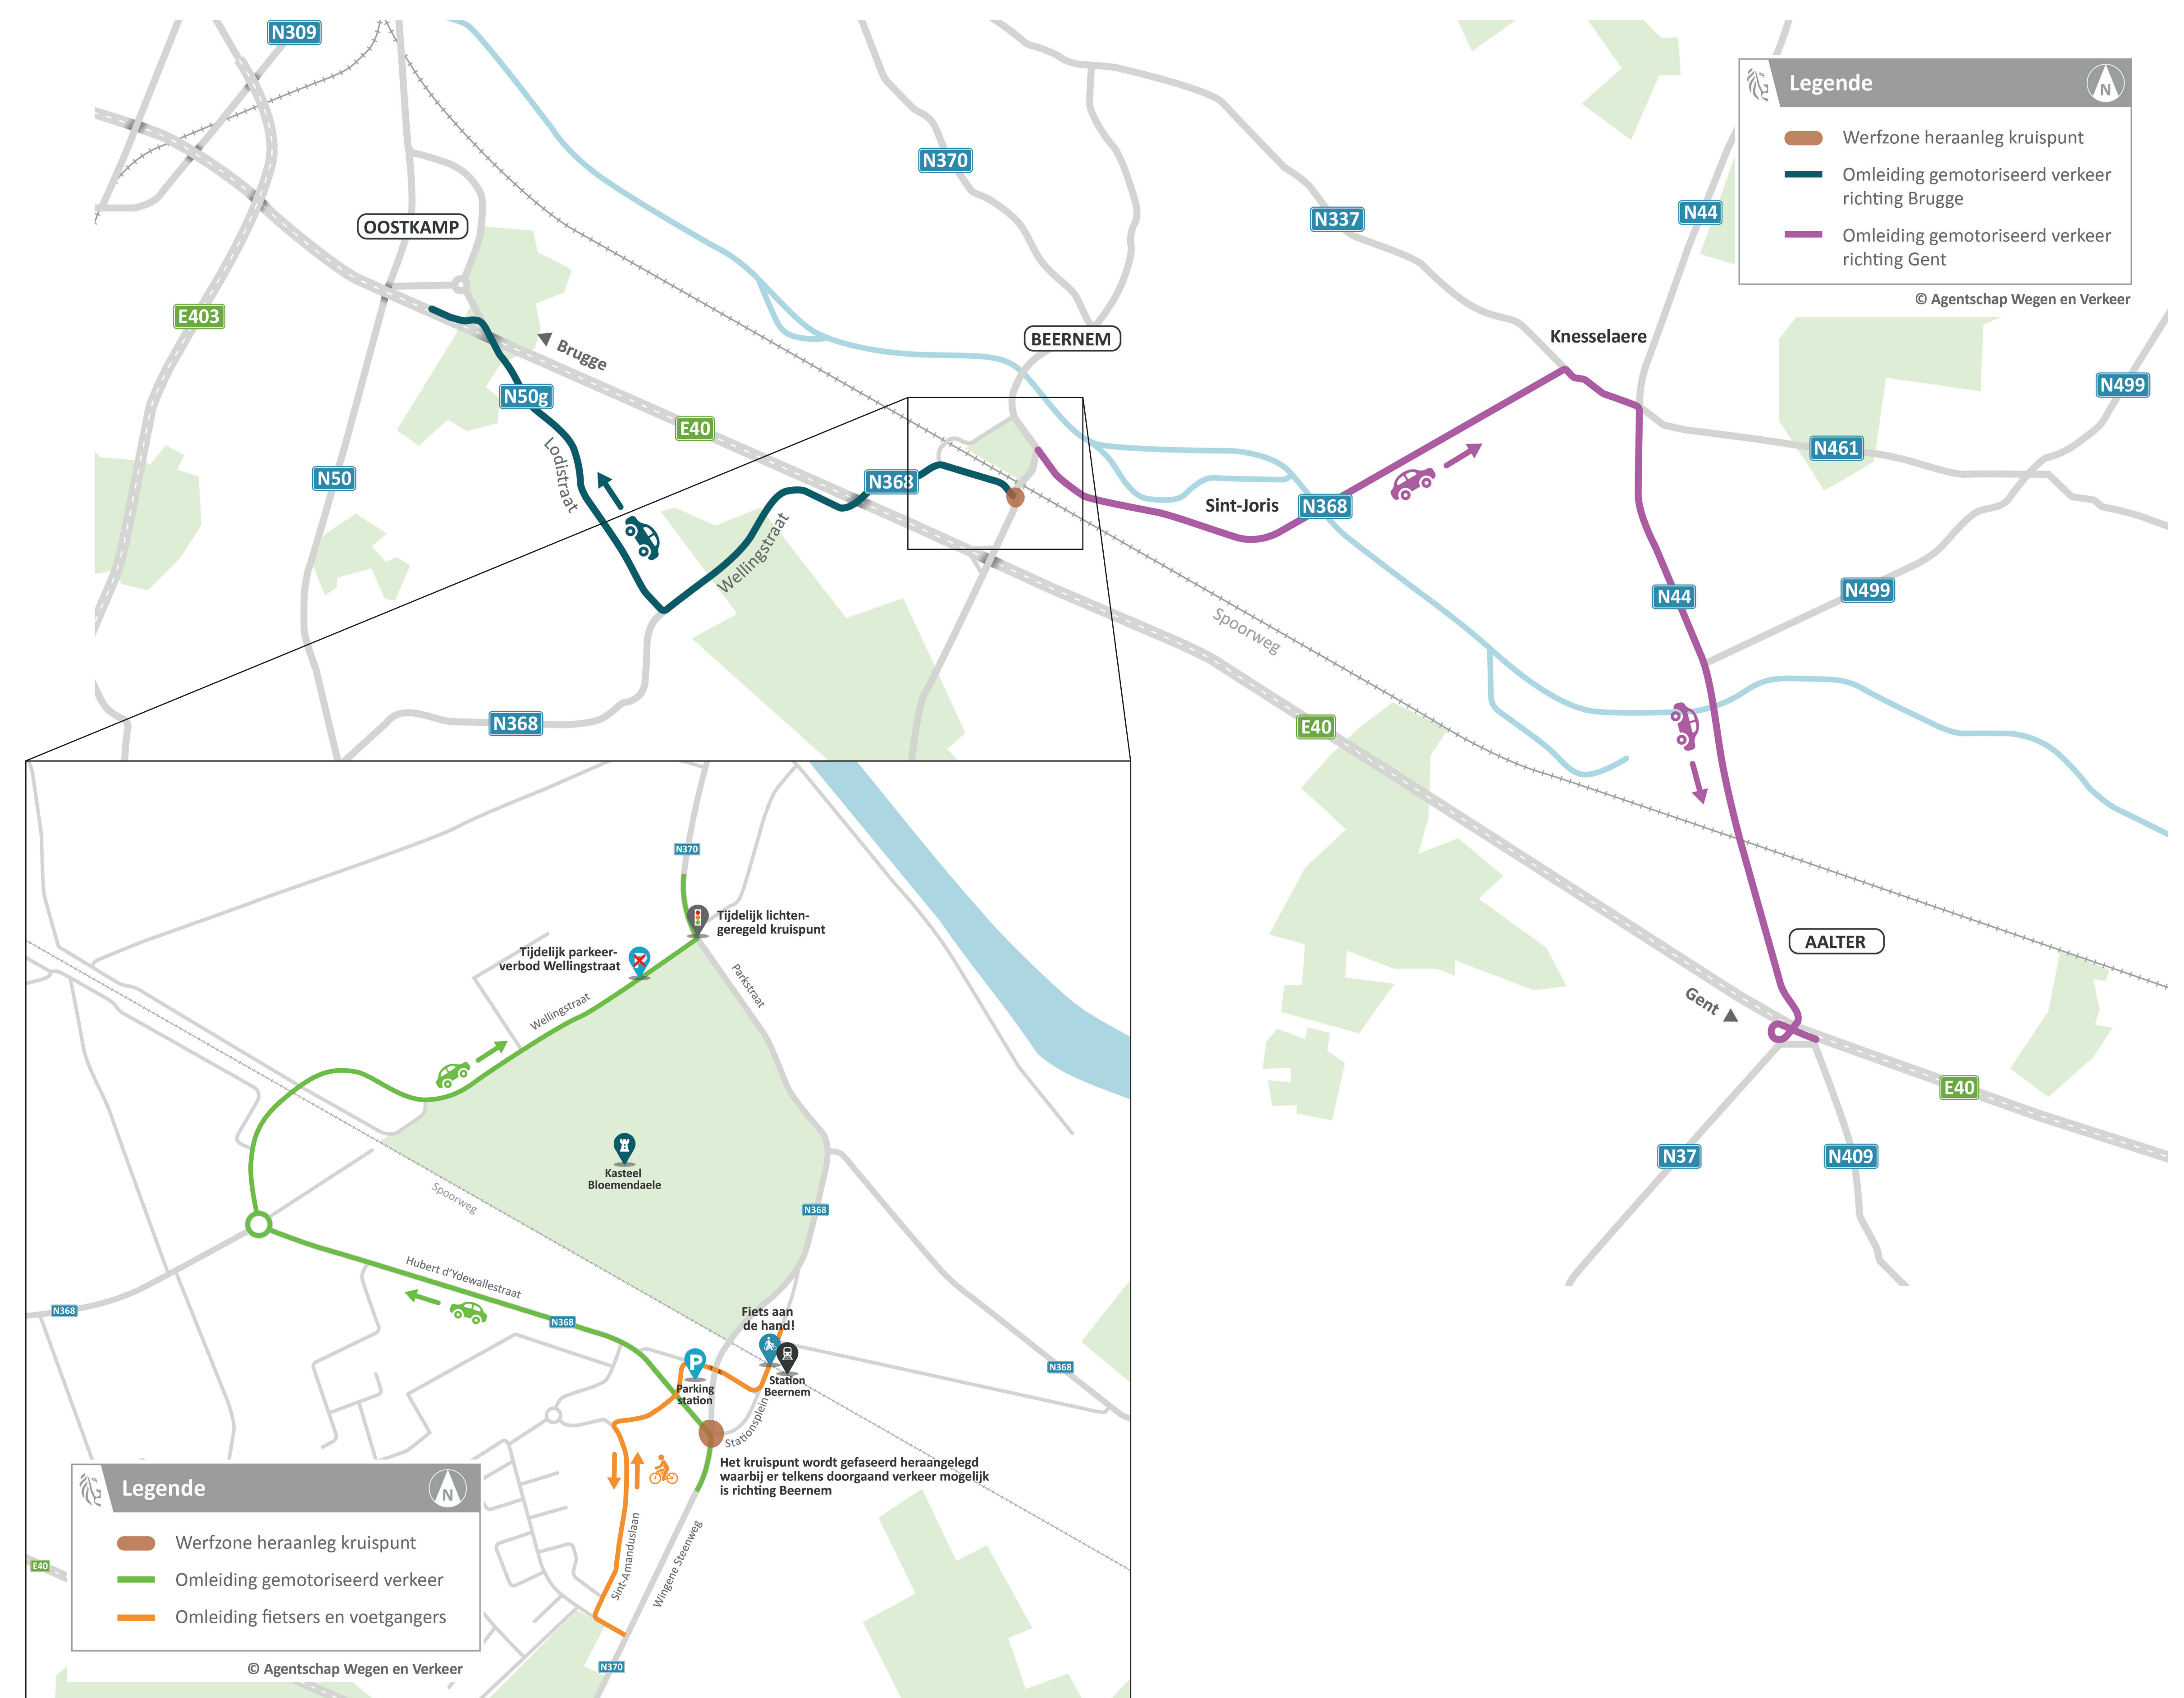 N309
N370
N337
N44
OOSTKAMP
E403
Brugge
BEERNEM
Knesselaere
N50g
E40
N50
Lodistraat
N368
Wellingstraat
Sint-Joris
N368
N461
N499
N44
N499
Spoorweg
N368
E40
AALTER
Gent
E40
N37
N409
Legende
N
Werfzone heraanleg kruispunt
Omleiding gemotoriseerd verkeer
richting Brugge
Omleiding gemotoriseerd verkeer
richting Gent
© Agentschap Wegen en Verkeer
N370
Tijdelijk lichten-
geregeld kruispunt
Tijdelijk parkeer-
verbod Wellingstraat
Parkstraat
Wellingstraat
Kasteel
Bloemendaele
Spoorweg
N368
Hubert d'Ydewallestraat
N368
N368
Fiets aan
de hand!
P
Parking
station
Station
Beernem
N368
Stationsplein
Het kruispunt wordt gefaseerd heraangelegd
waarbij er telkens doorgaand verkeer mogelijk
is richting Beernem
Sint-Amanduslaan
Wingene Steenweg
E40
N370
Legende
N
Werfzone heraanleg kruispunt
Omleiding gemotoriseerd verkeer
Omleiding fietsers en voetgangers
© Agentschap Wegen en Verkeer